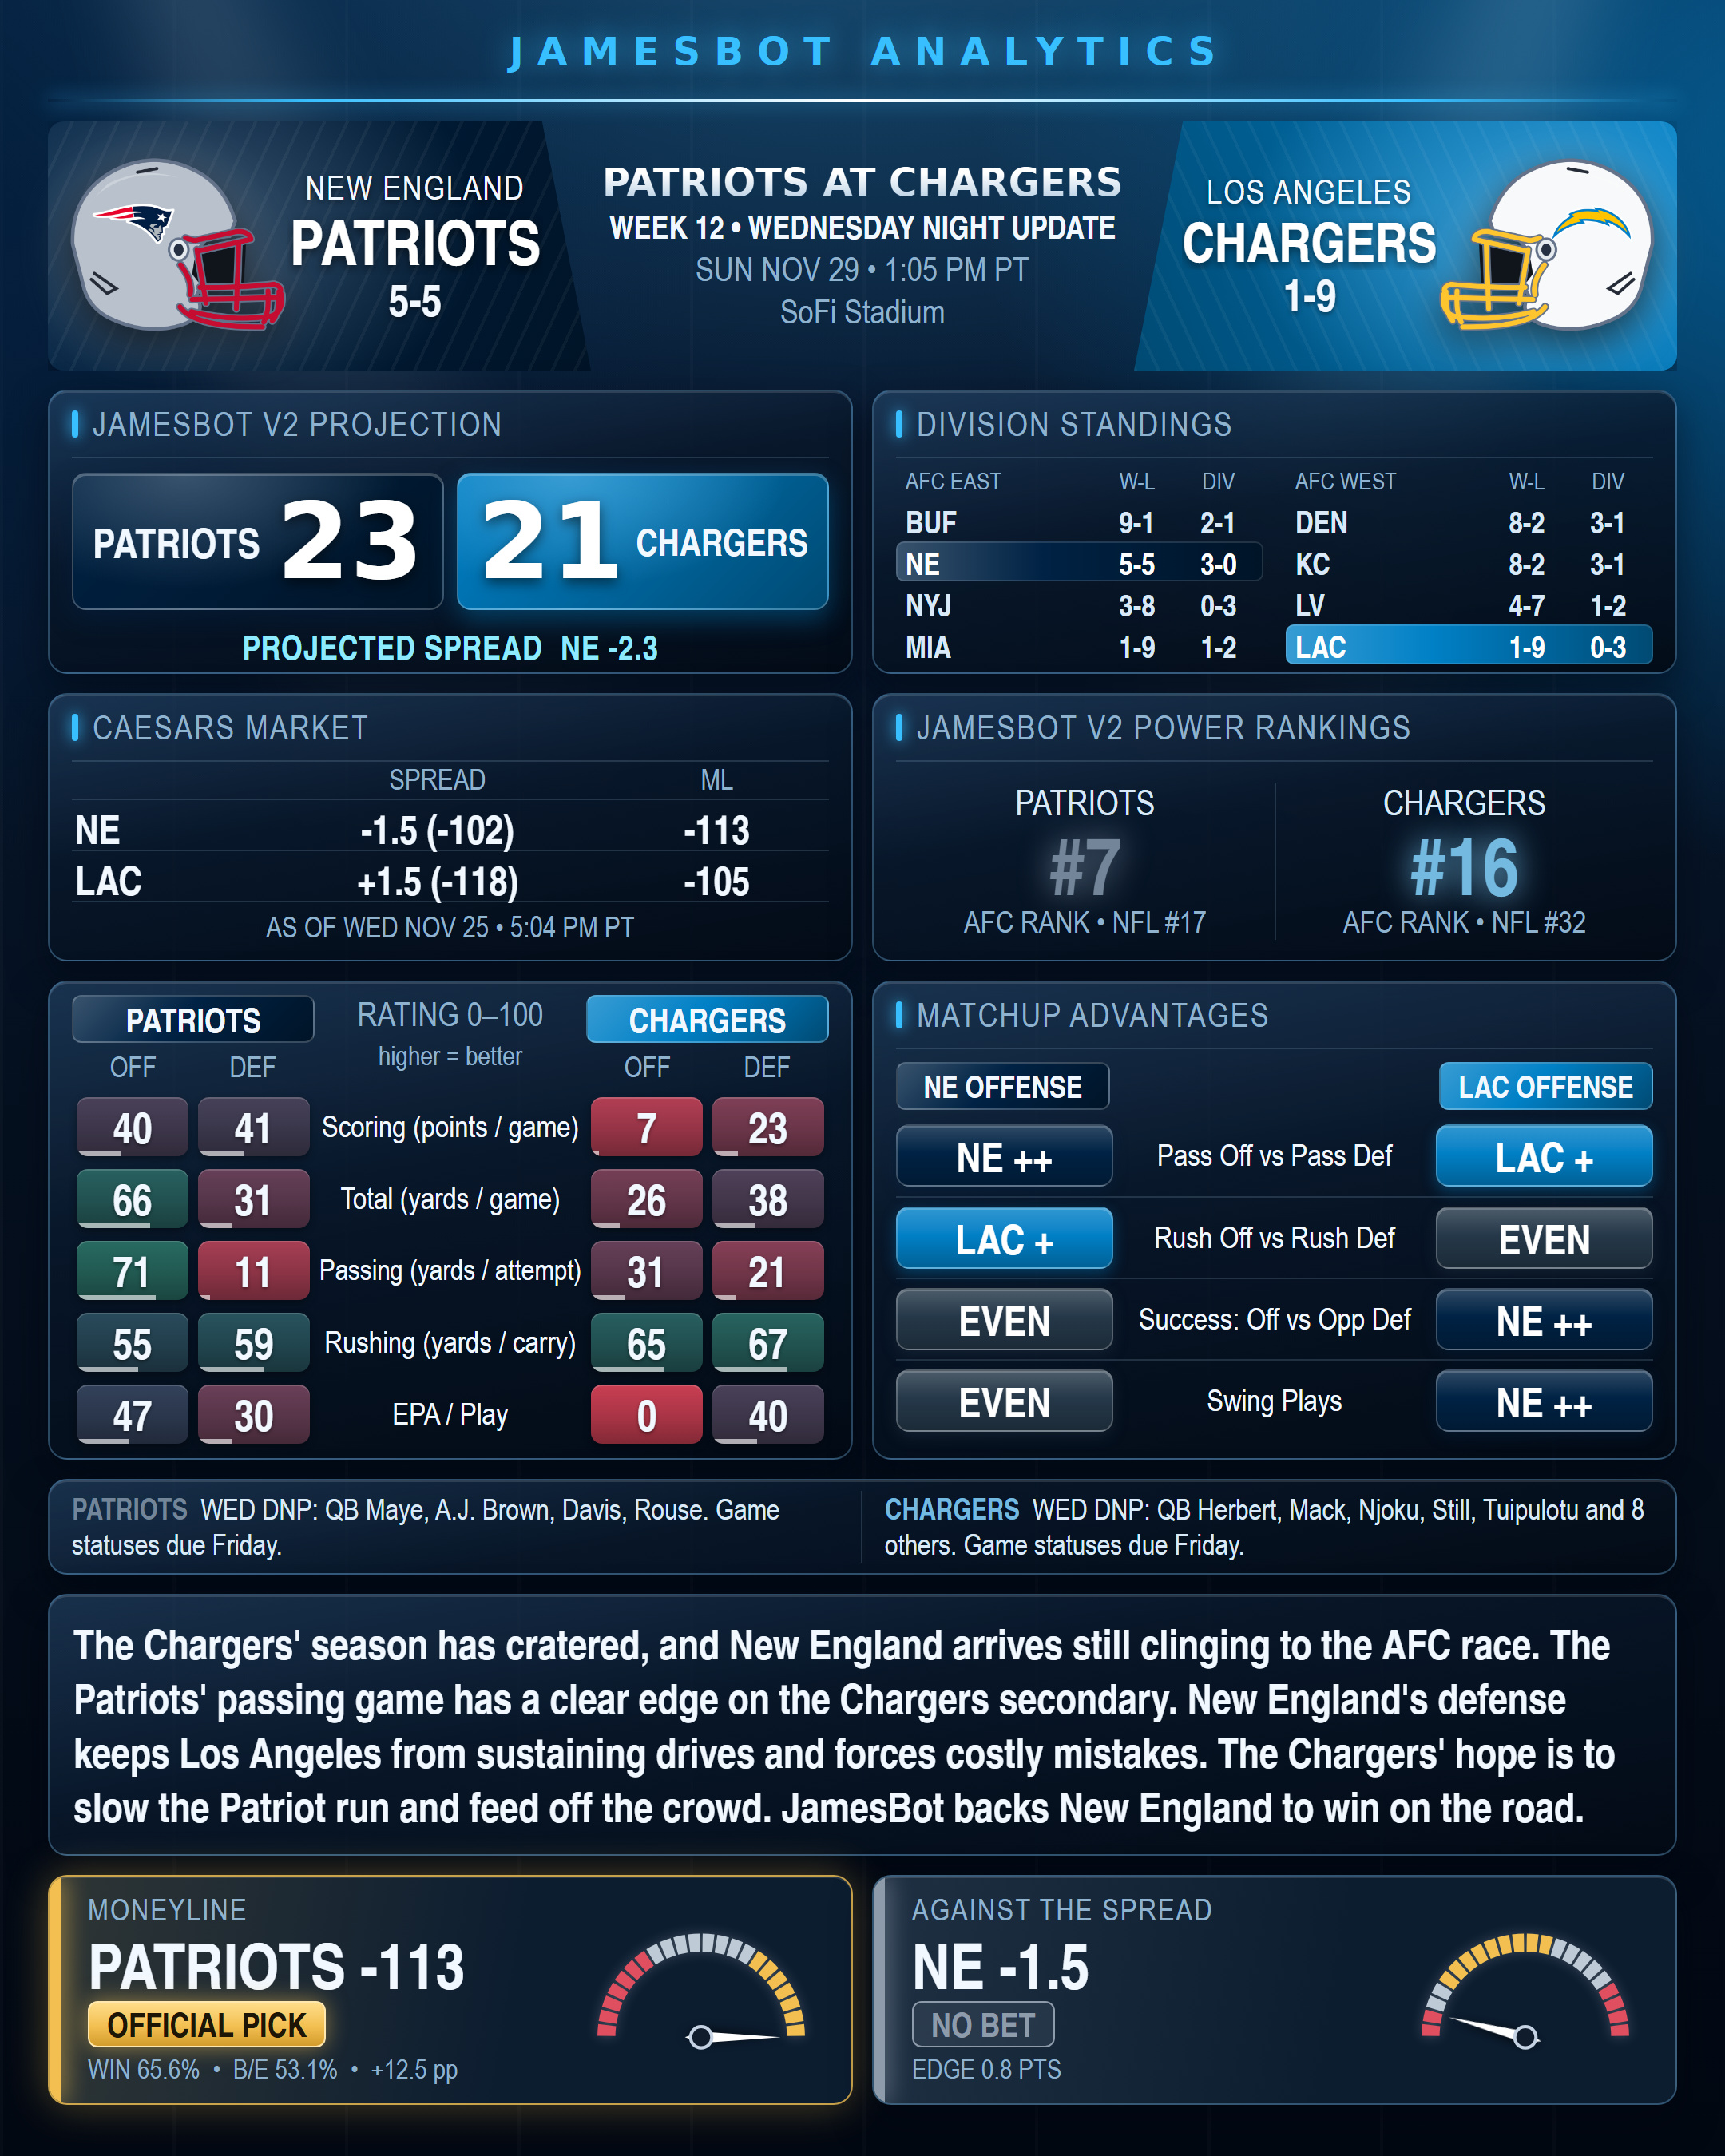 JAMESBOT ANALYTICS
NEW ENGLAND
PATRIOTS
5-5
PATRIOTS AT CHARGERS
WEEK 12 • WEDNESDAY NIGHT UPDATE
SUN NOV 29 • 1:05 PM PT
SoFi Stadium
LOS ANGELES
CHARGERS
1-9
JAMESBOT V2 PROJECTION
PATRIOTS 23
21 CHARGERS
PROJECTED SPREAD NE -2.3
DIVISION STANDINGS
AFC EAST W-L DIV
BUF 9-1 2-1
NE 5-5 3-0
NYJ 3-8 0-3
MIA 1-9 1-2
AFC WEST W-L DIV
DEN 8-2 3-1
KC 8-2 3-1
LV 4-7 1-2
LAC 1-9 0-3
CAESARS MARKET
SPREAD ML
NE -1.5 (-102) -113
LAC +1.5 (-118) -105
AS OF WED NOV 25 • 5:04 PM PT
JAMESBOT V2 POWER RANKINGS
PATRIOTS
#7
AFC RANK • NFL #17
CHARGERS
#16
AFC RANK • NFL #32
PATRIOTS RATING 0–100 CHARGERS
OFF DEF higher = better OFF DEF
40 41 Scoring (points / game) 7 23
66 31 Total (yards / game) 26 38
71 11 Passing (yards / attempt) 31 21
55 59 Rushing (yards / carry) 65 67
47 30 EPA / Play 0 40
MATCHUP ADVANTAGES
NE OFFENSE LAC OFFENSE
NE ++ Pass Off vs Pass Def LAC +
LAC + Rush Off vs Rush Def EVEN
EVEN Success: Off vs Opp Def NE ++
EVEN Swing Plays NE ++
PATRIOTS WED DNP: QB Maye, A.J. Brown, Davis, Rouse. Game
statuses due Friday.
CHARGERS WED DNP: QB Herbert, Mack, Njoku, Still, Tuipulotu and 8
others. Game statuses due Friday.
The Chargers' season has cratered, and New England arrives still clinging to the AFC race. The
Patriots' passing game has a clear edge on the Chargers secondary. New England's defense
keeps Los Angeles from sustaining drives and forces costly mistakes. The Chargers' hope is to
slow the Patriot run and feed off the crowd. JamesBot backs New England to win on the road.
MONEYLINE
PATRIOTS -113
OFFICIAL PICK
WIN 65.6% • B/E 53.1% • +12.5 pp
AGAINST THE SPREAD
NE -1.5
NO BET
EDGE 0.8 PTS